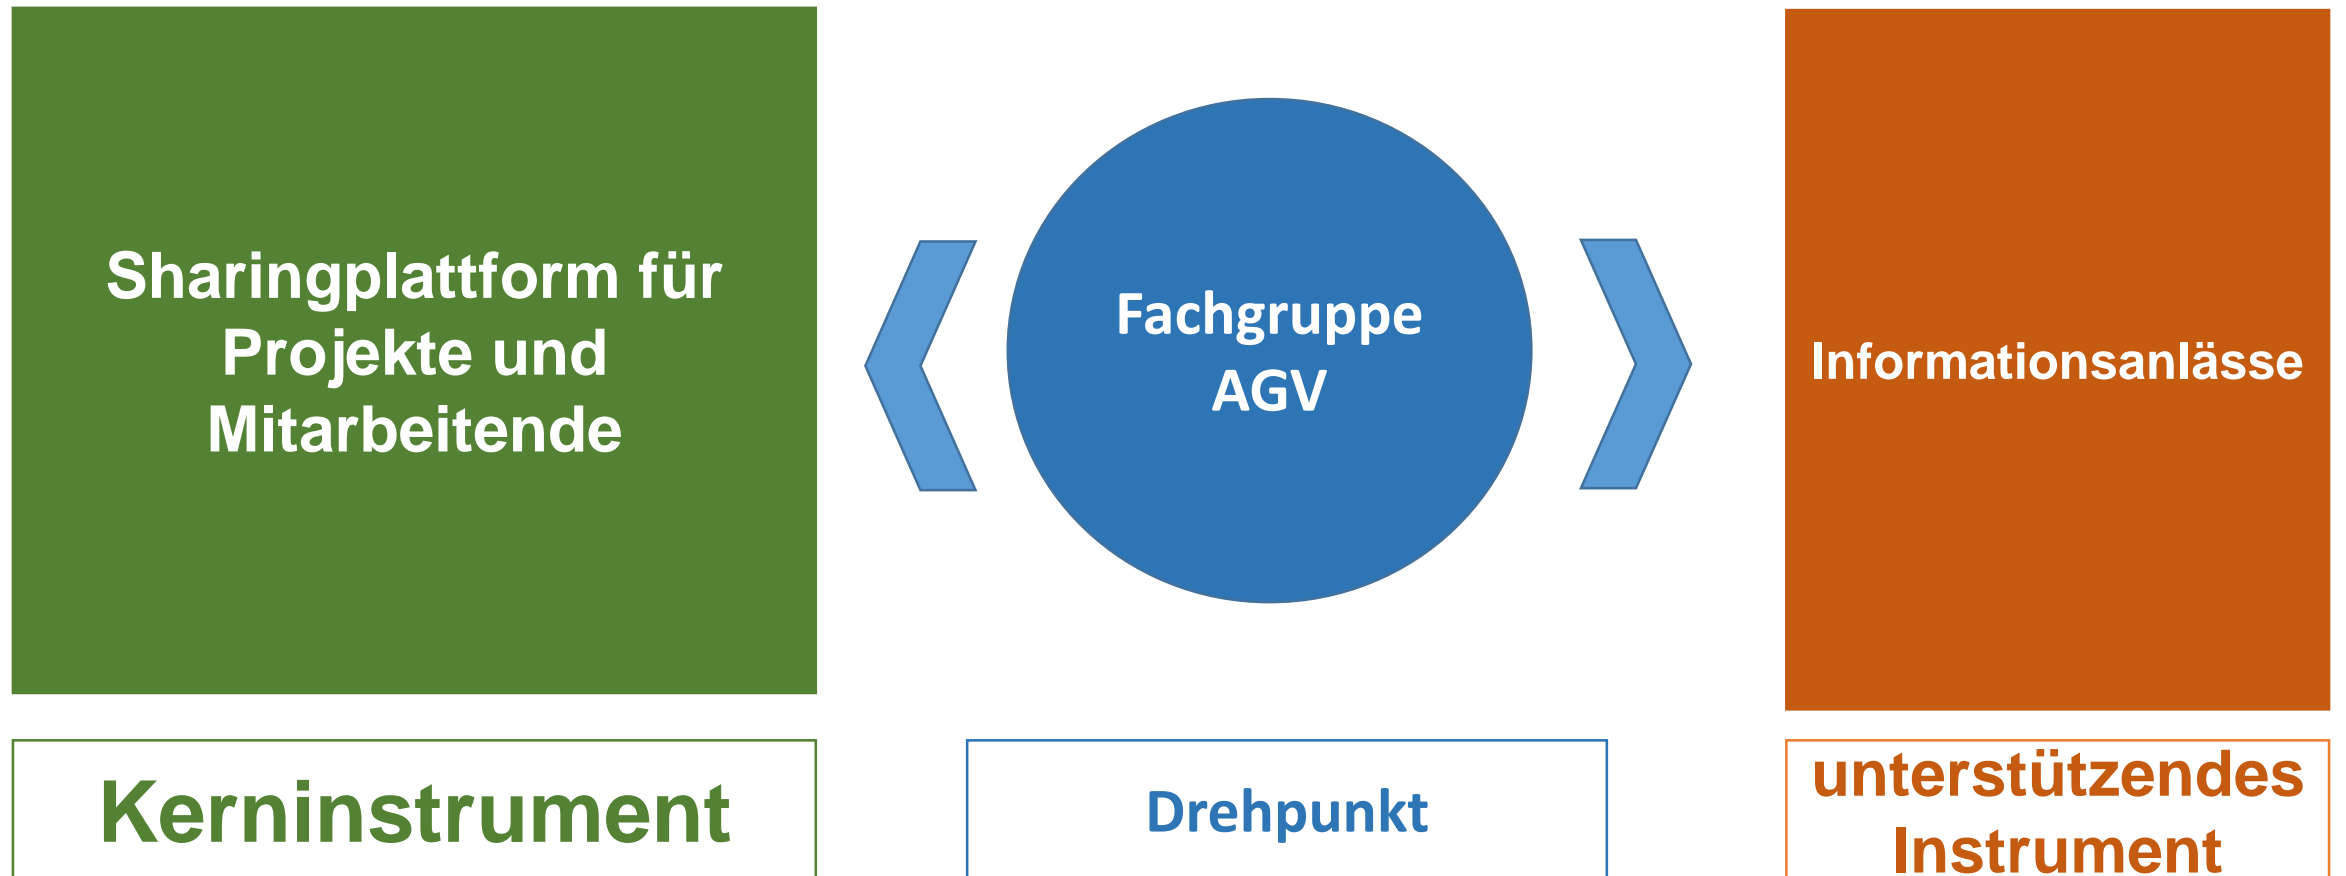 Sharingplattform für
Projekte und
Mitarbeitende
Fachgruppe
AGV
Informationsanlässe
Kerninstrument
Drehpunkt
unterstützendes
Instrument